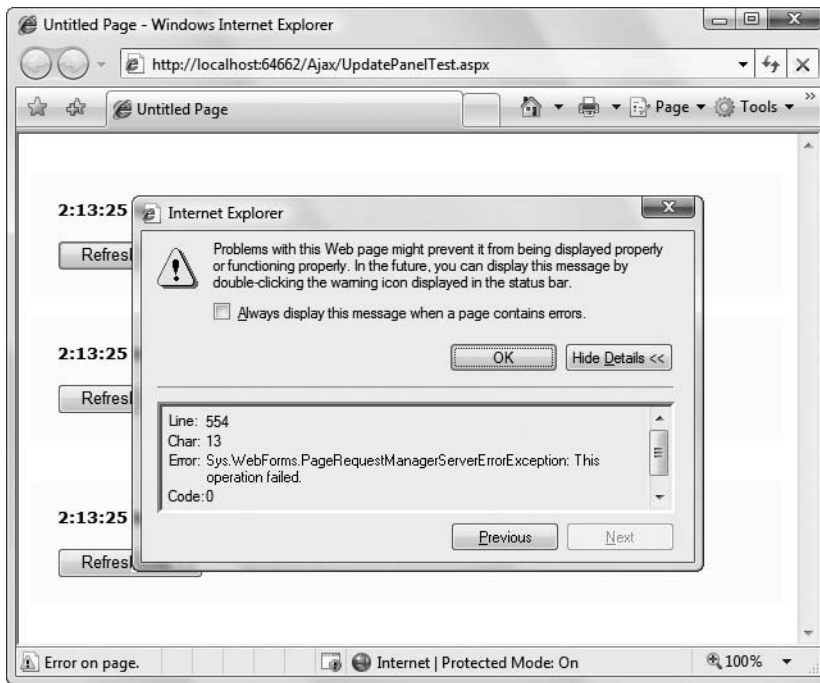 Untitled Page - Windows Internet Explorer
http://localhost:64662/Ajax/UpdatePanelTest.aspx
Untitled Page
Page
Tools
»
2:13:25
Internet Explorer
Refresh
Problems with this Web page might prevent it from being displayed properly
or functioning properly. In the future, you can display this message by
double-clicking the warning icon displayed in the status bar.
Always display this message when a page contains errors.
2:13:25
OK
Hide Details <<
Refresh
Line: 554
Char: 13
Error: Sys.WebForms.PageRequestManagerServerErrorException: This
operation failed.
Code:0
2:13:25
Previous
Next
Refresh
Error on page.
Internet | Protected Mode: On
100%